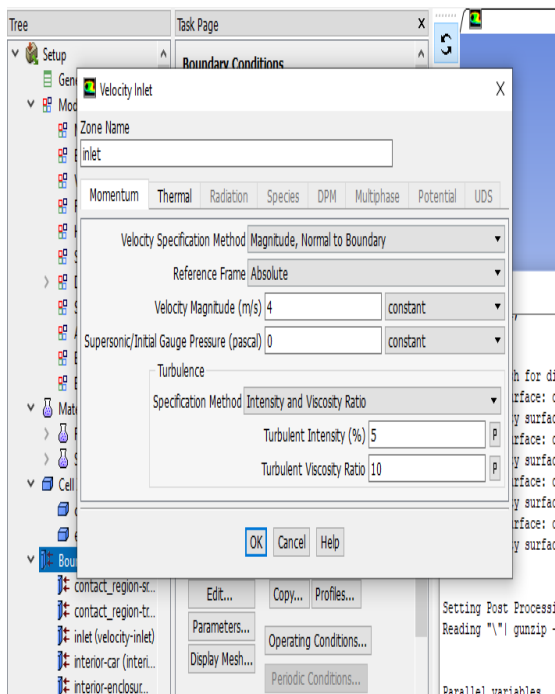 Tree
Task Page
X
Setup
Boundary Conditions
Velocity Inlet
X
Zone Name
inlet
Momentum Thermal Radiation Species DPM Multiphase Potential UDS
Velocity Specification Method Magnitude, Normal to Boundary
Reference Frame Absolute
Velocity Magnitude (m/s) 4 constant
Supersonic/Initial Gauge Pressure (pascal) 0 constant
Turbulence
Specification Method Intensity and Viscosity Ratio
Turbulent Intensity (%) 5 P
Turbulent Viscosity Ratio 10 P
OK Cancel Help
Cell
contact_region-sr...
contact_region-tr...
inlet (velocity-inlet)
interior-car (interi...
interior-enclosur...
Edit... Copy... Profiles...
Parameters... Operating Conditions...
Display Mesh... Periodic Conditions...
Setting Post Processi
Reading "\"| gunzip -
Parallel variables